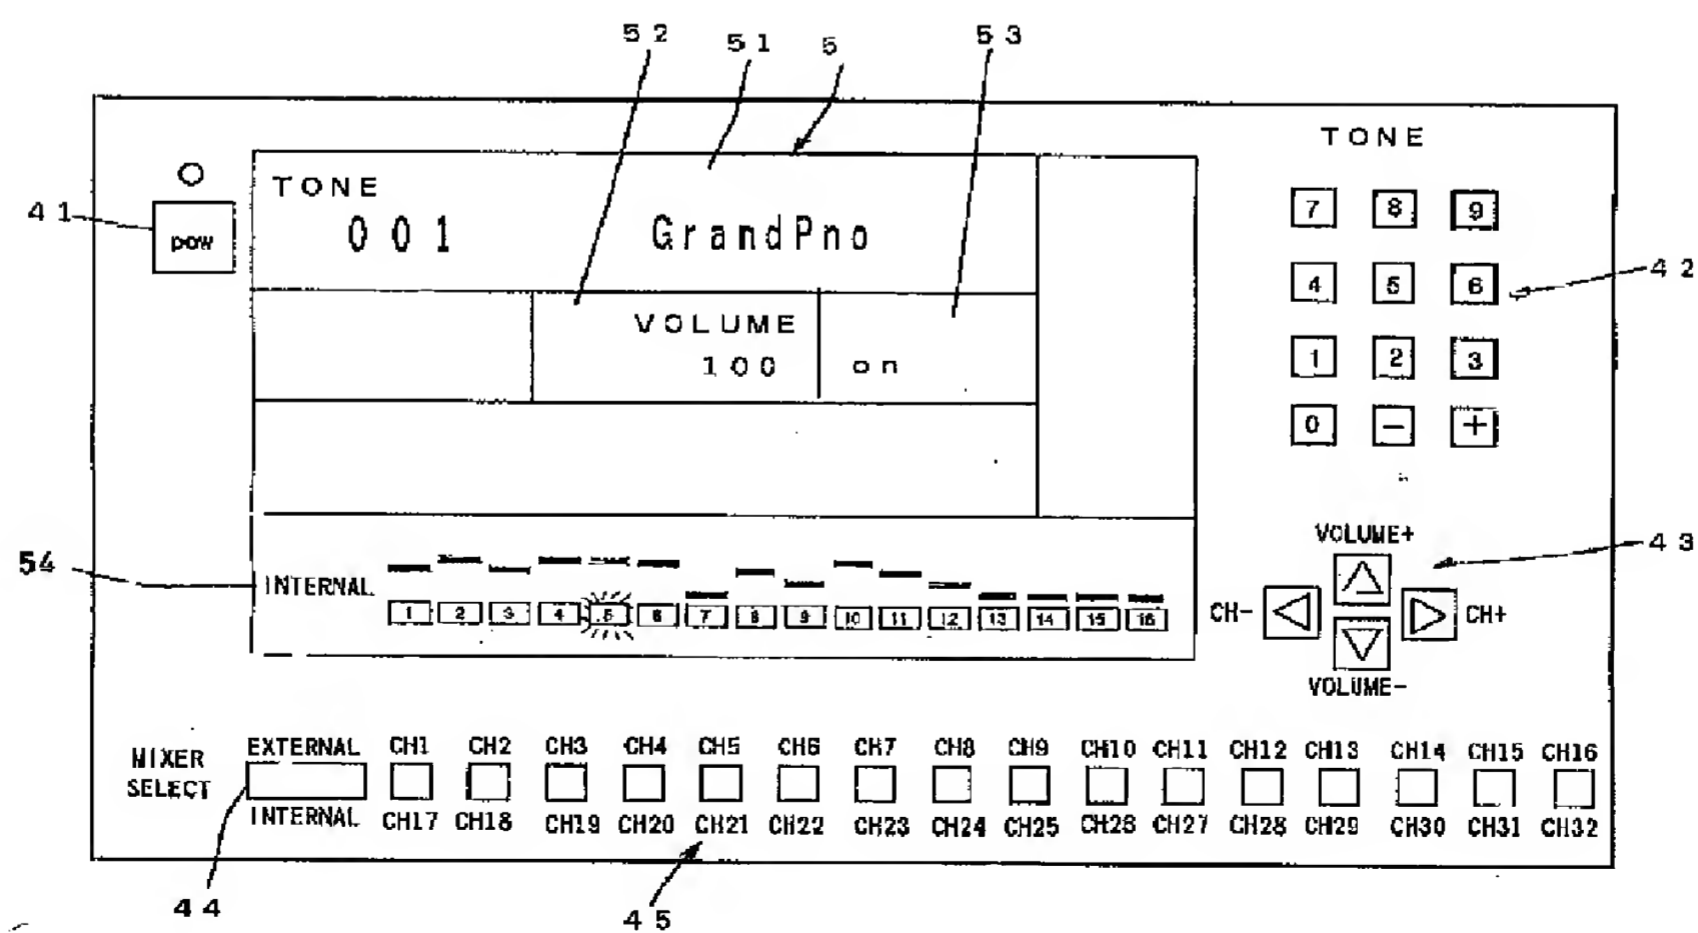 52 51 5 53
TONE
41
pow
TONE
001 GrandPno
7 8 9
4 5 6
42
VOLUME
100 on
1 2 3
0 - +
54
INTERNAL
1 2 3 4 5 6 7 8 9 10 11 12 13 14 15 16
VOLUME+
43
CH- CH+
VOLUME-
MIXER
SELECT
EXTERNAL CH1 CH2 CH3 CH4 CH5 CH6 CH7 CH8 CH9 CH10 CH11 CH12 CH13 CH14 CH15 CH16
INTERNAL CH17 CH18 CH19 CH20 CH21 CH22 CH23 CH24 CH25 CH26 CH27 CH28 CH29 CH30 CH31 CH32
44 45